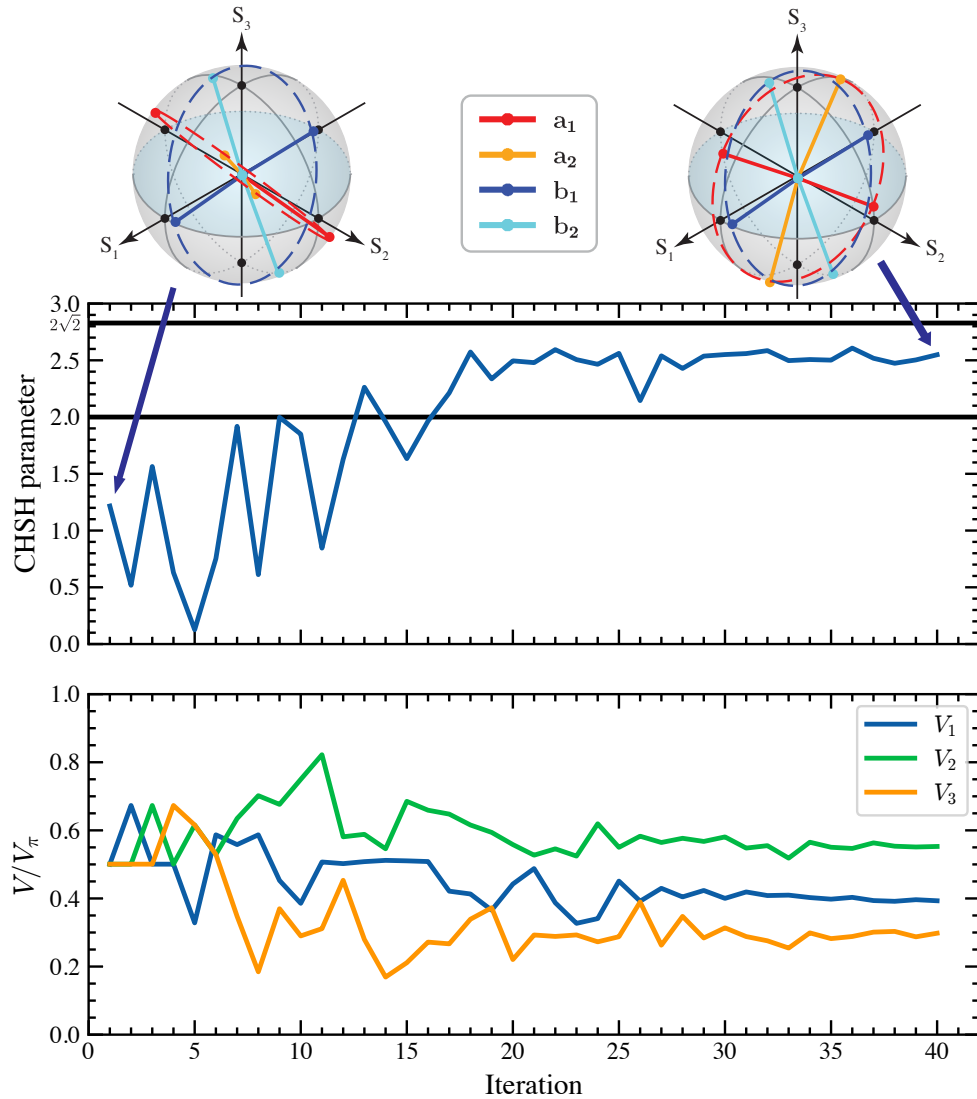 S₃
S₁
S₂
a₁
a₂
b₁
b₂
S₃
S₁
S₂
3.0
2√2
2.5
2.0
1.5
1.0
0.5
0.0
CHSH parameter
1.0
0.8
0.6
0.4
0.2
0.0
V/Vπ
V₁
V₂
V₃
0 5 10 15 20 25 30 35 40
Iteration